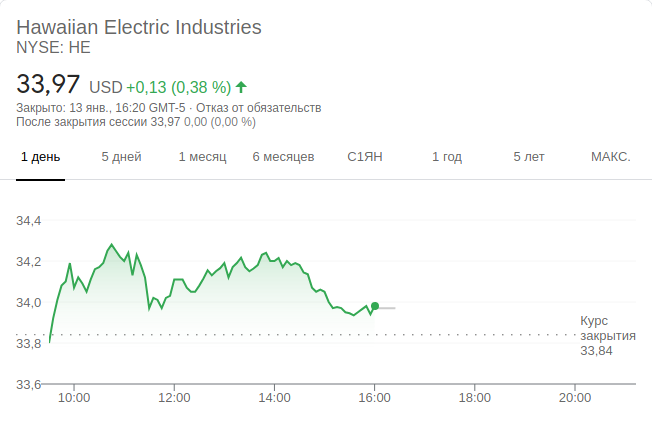 Hawaiian Electric Industries
NYSE: HE
33,97 USD +0,13 (0,38 %)
Закрыто: 13 янв., 16:20 GMT-5 · Отказ от обязательств
После закрытия сессии 33,97 0,00 (0,00 %)
1 день 5 дней 1 месяц 6 месяцев С1ЯН 1 год 5 лет МАКС.
34,4
34,2
34,0
33,8
Курс
закрытия
33,84
33,6
10:00 12:00 14:00 16:00 18:00 20:00